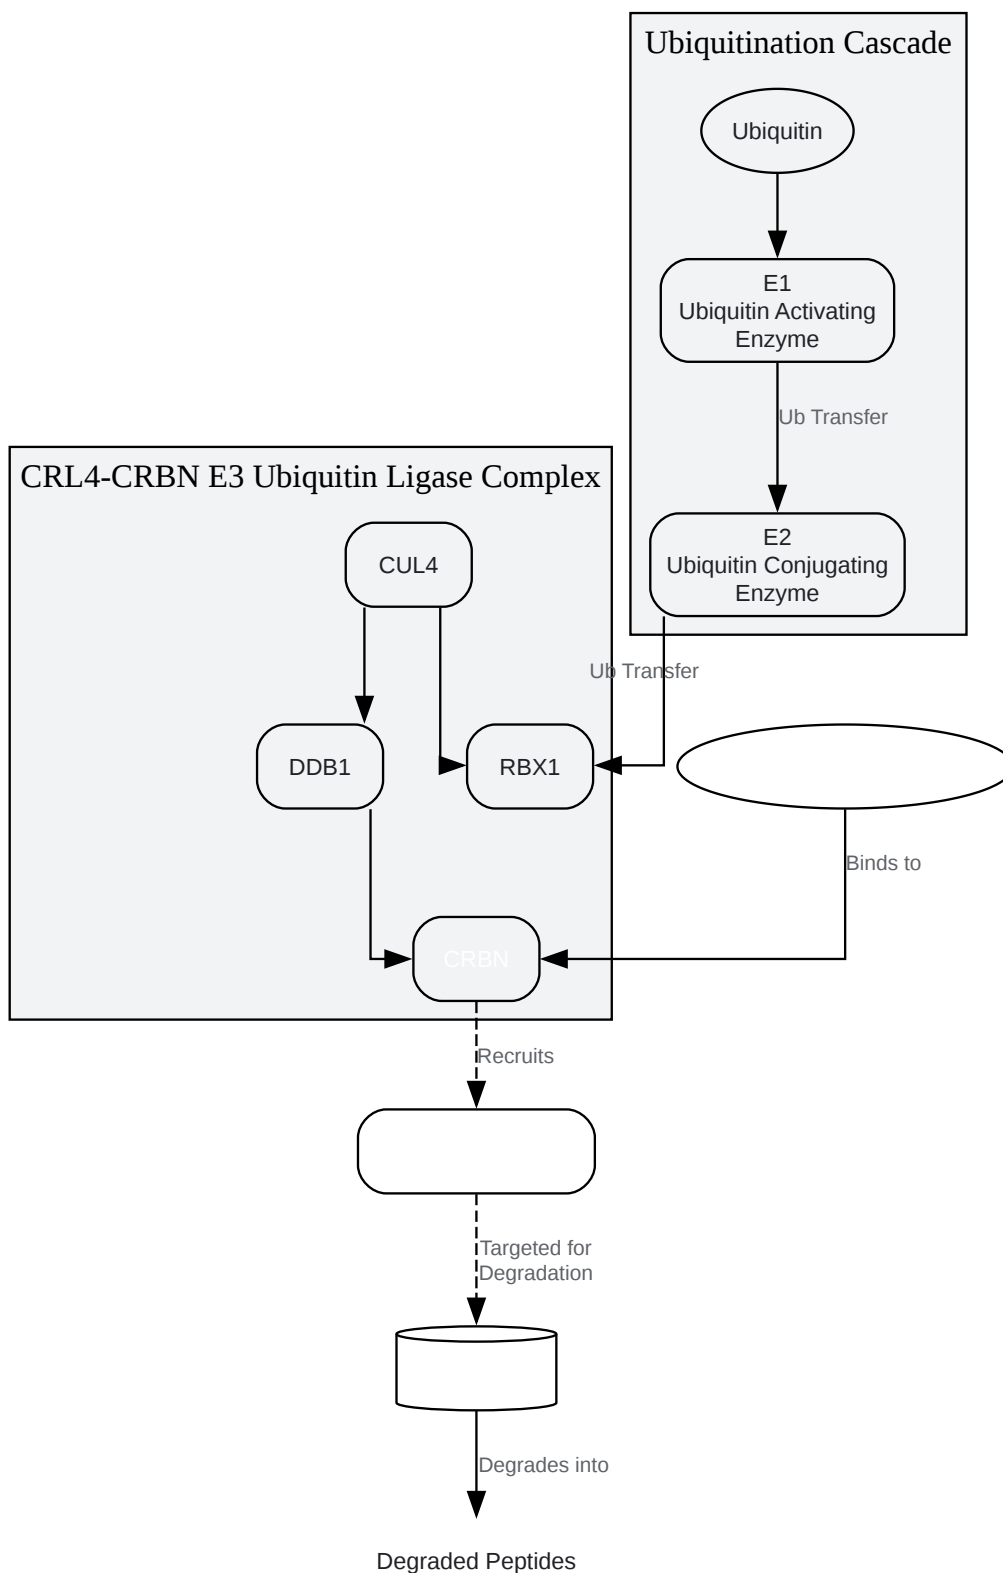 Ubiquitination Cascade
Ubiquitin
E1
Ubiquitin Activating
Enzyme
Ub Transfer
CRL4-CRBN E3 Ubiquitin Ligase Complex
E2
Ubiquitin Conjugating
Enzyme
CUL4
Ub Transfer
DDB1
RBX1
Binds to
CRBN
Recruits
Targeted for
Degradation
Degrades into
Degraded Peptides